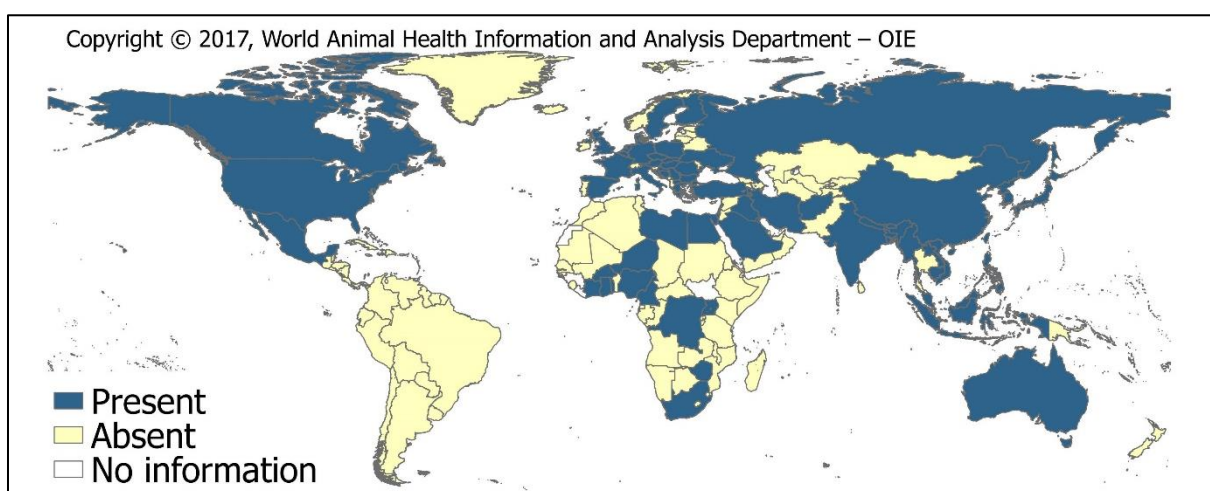 Copyright © 2017, World Animal Health Information and Analysis Department – OIE
Present
Absent
No information